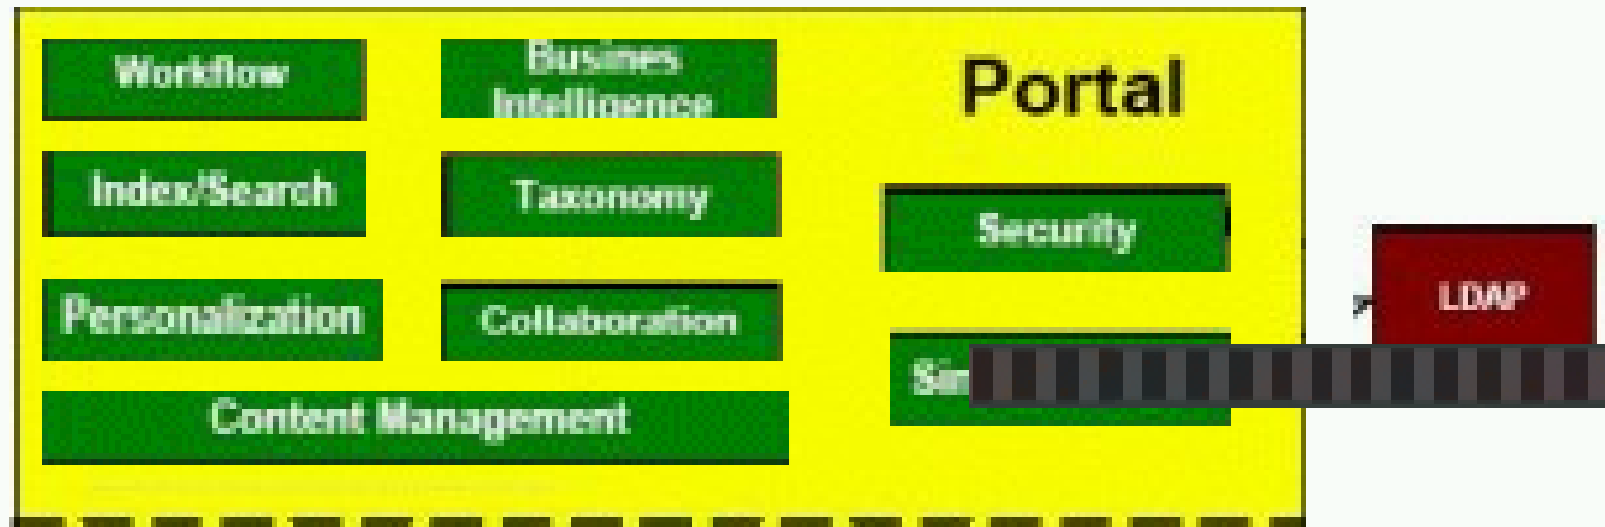 Workflow
Busines
Intelligence
Portal
Index/Search
Taxonomy
Security
LDAP
Personalization
Collaboration
Content Management